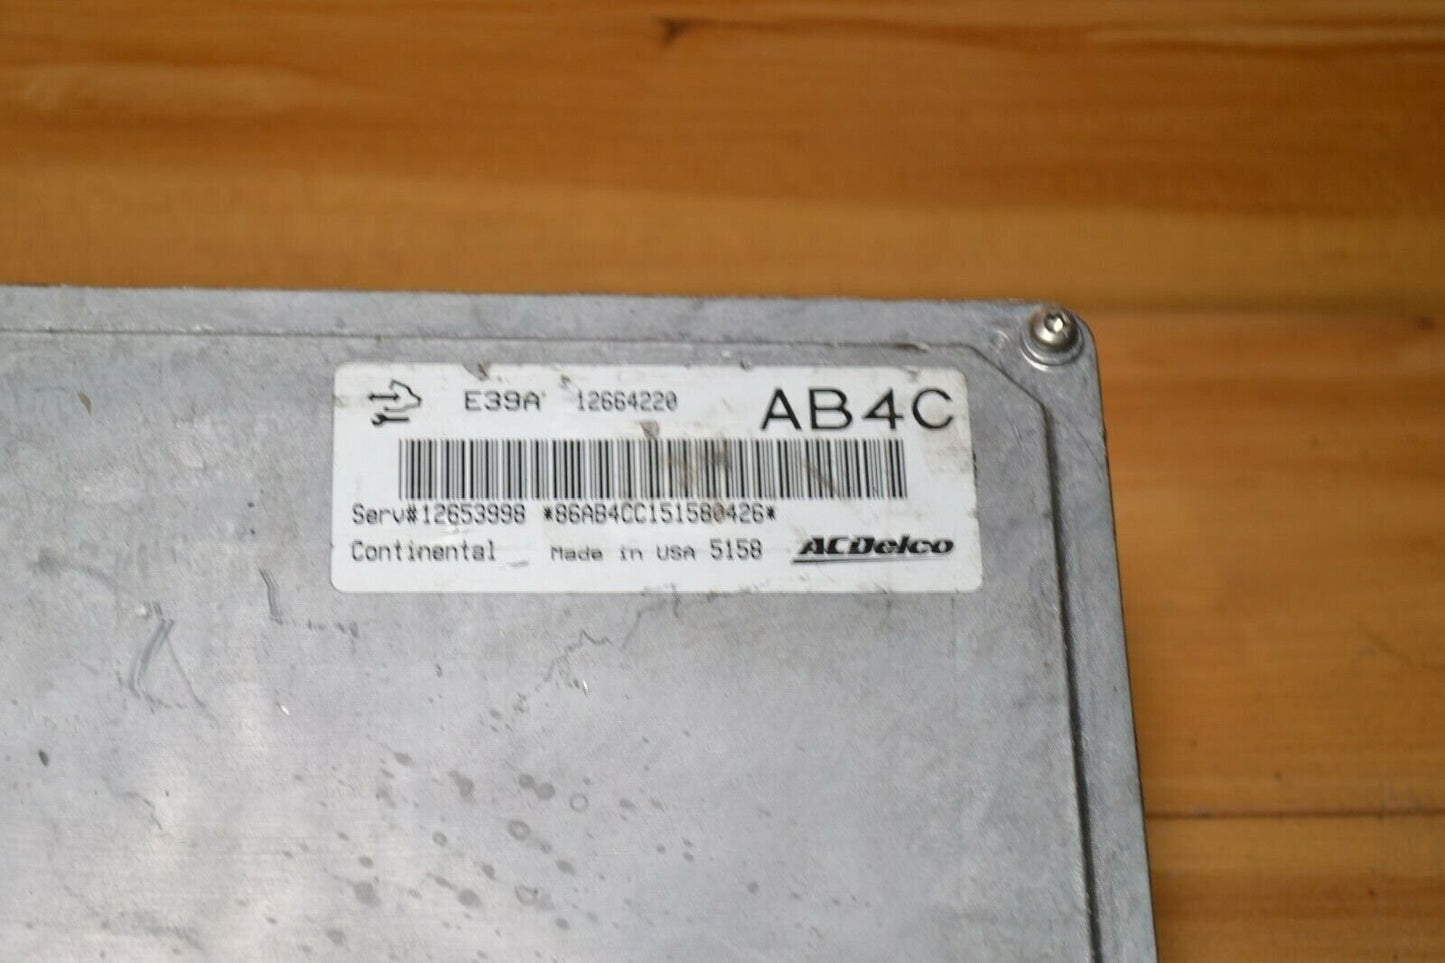 E39A 12664220 AB4C
Serv#12653998 *86AB4CC151580426*
Continental Made in USA 5158 ACDelco